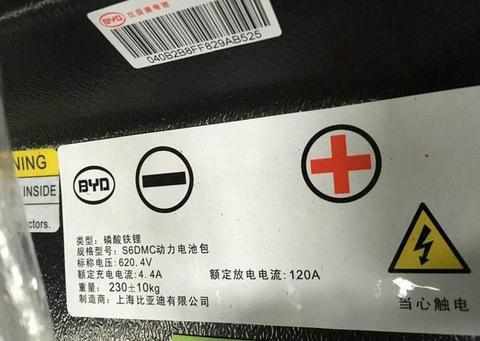 BYD 比亚迪电池
040B2B8FF829AB525
NING
INSIDE
ctors.
BYD
类型：磷酸铁锂
规格型号：S6DMC动力电池包
标称电压：620.4V
额定充电电流：4.4A 额定放电电流：120A
重量：230±10kg
制造商：上海比亚迪有限公司
当心触电